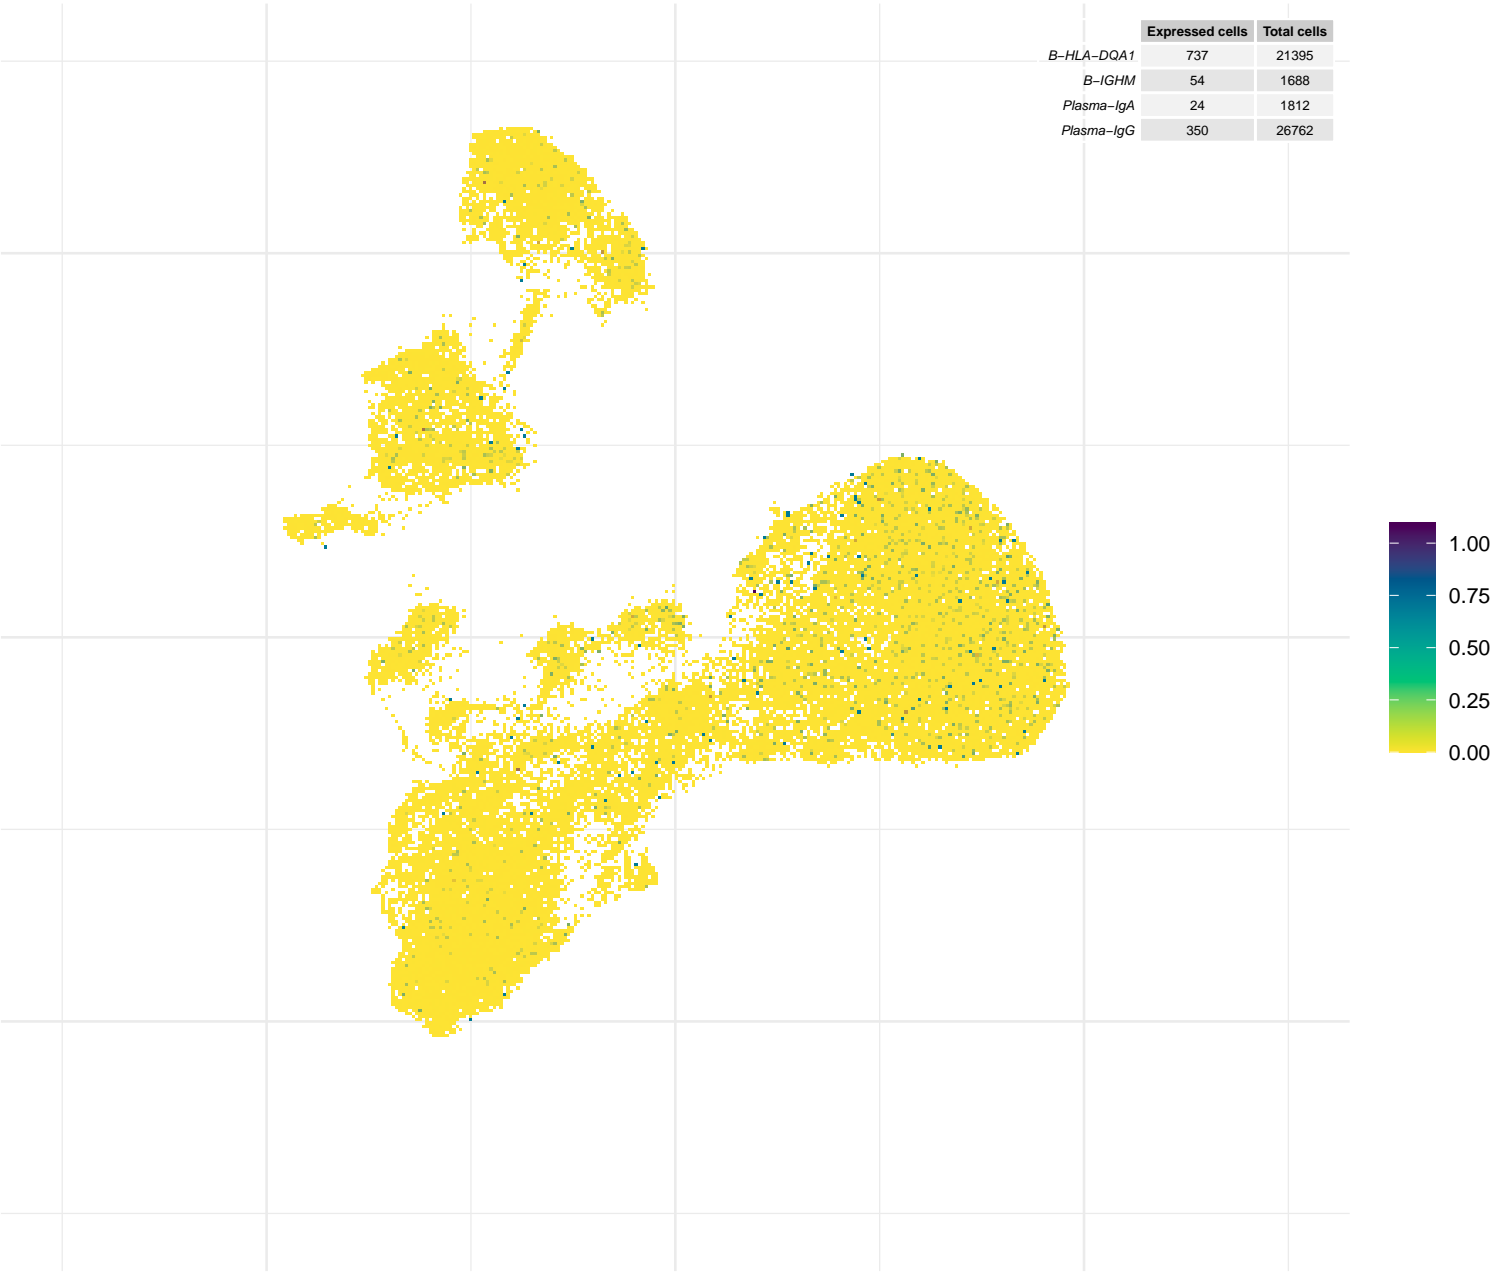 Expressed cells Total cells
B-HLA-DQA1 737 21395
B-IGHM 54 1688
Plasma-IgA 24 1812
Plasma-IgG 350 26762
1.00
0.75
0.50
0.25
0.00